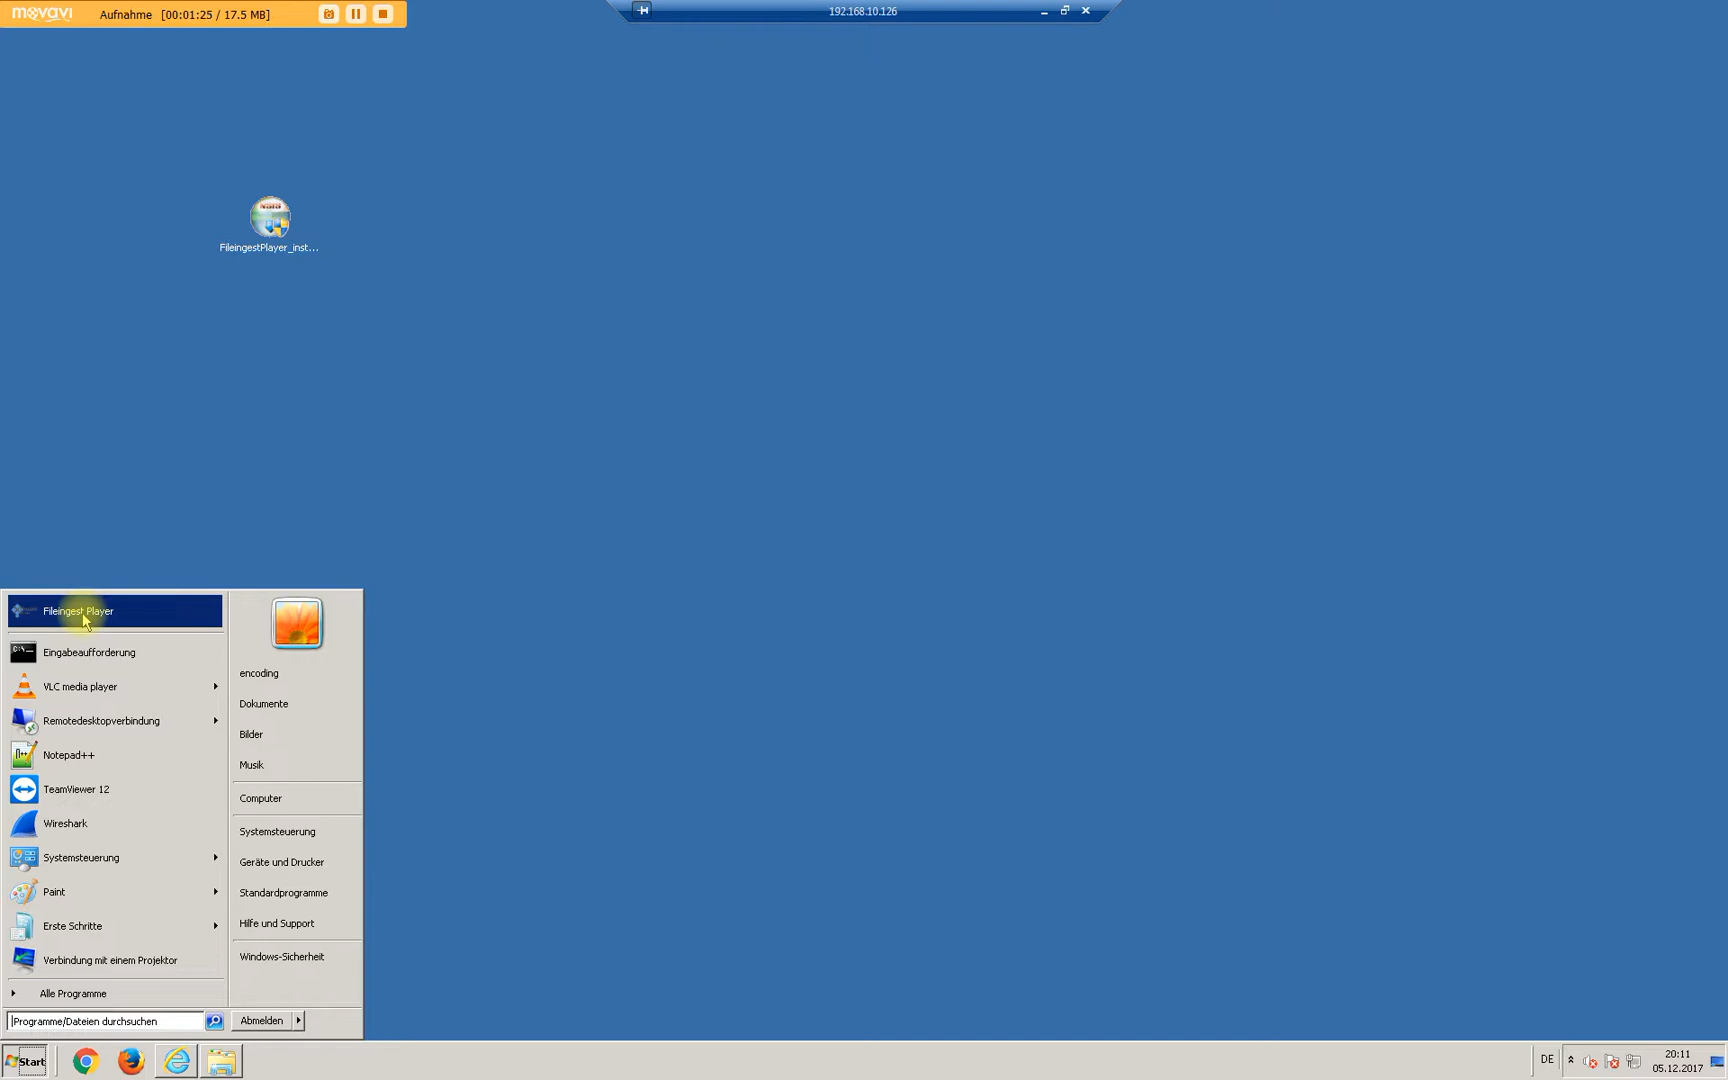 movavi
Aufnahme [00:01:25 / 17.5 MB]
192.168.10.126
FileingestPlayer_inst...
Fileingest Player
Eingabeaufforderung
VLC media player
Remotedesktopverbindung
Notepad++
TeamViewer 12
Wireshark
Systemsteuerung
Paint
Erste Schritte
Verbindung mit einem Projektor
Alle Programme
Programme/Dateien durchsuchen
encoding
Dokumente
Bilder
Musik
Computer
Systemsteuerung
Geräte und Drucker
Standardprogramme
Hilfe und Support
Windows-Sicherheit
Abmelden
Start
DE
20:11
05.12.2017